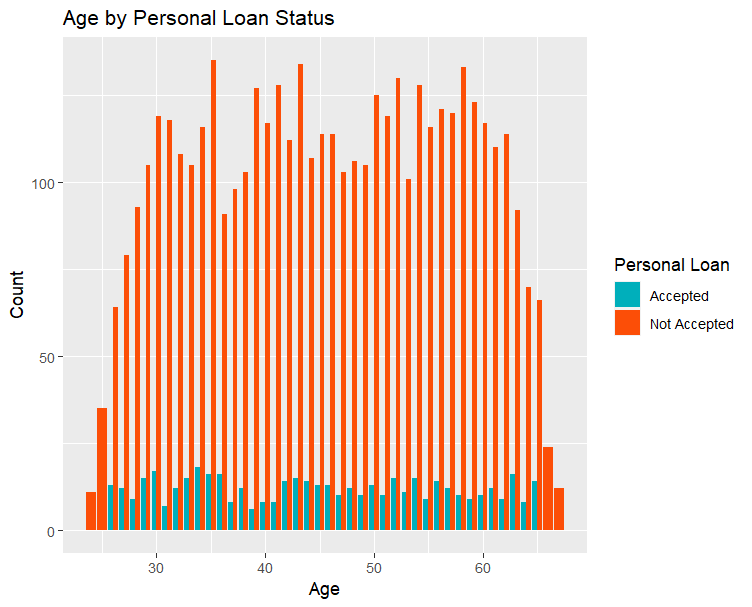 Age by Personal Loan Status
100
50
0
Count
30 40 50 60
Age
Personal Loan
Accepted
Not Accepted